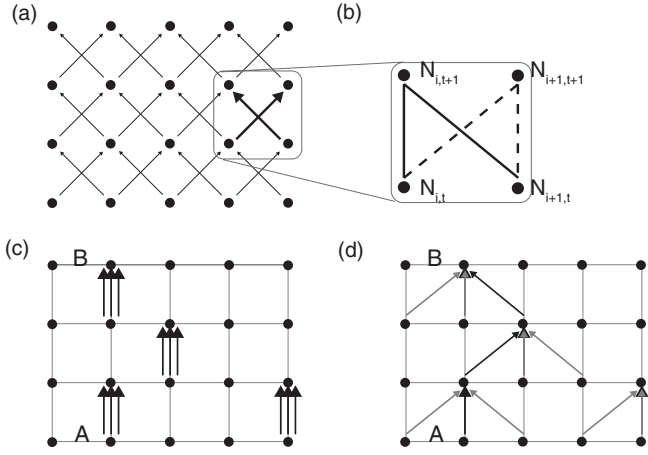 (a)
(b)
N_{i,t+1} N_{i+1,t+1}
N_{i,t} N_{i+1,t}
(c)
B
A
(d)
B
A